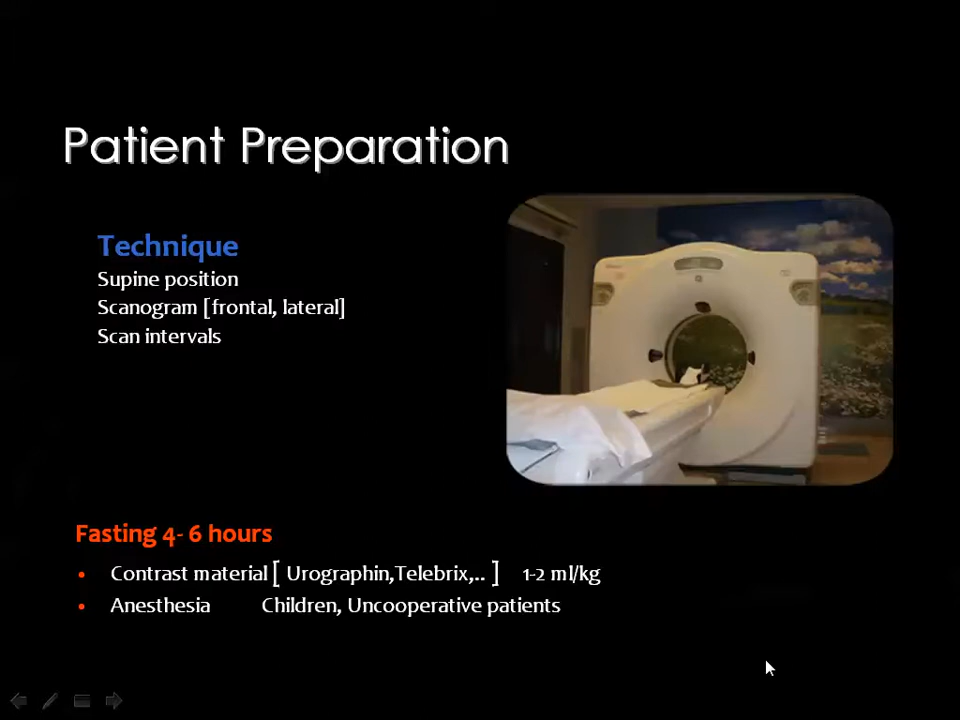 Patient Preparation
Technique
Supine position
Scanogram [frontal, lateral]
Scan intervals
Fasting 4- 6 hours
• Contrast material [ Urographin,Telebrix,.. ] 1-2 ml/kg
• Anesthesia Children, Uncooperative patients